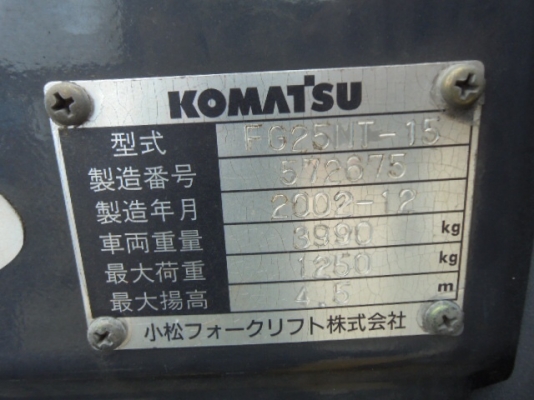 KOMATSU
型式 FG25NT-15
製造番号 572675
製造年月 2002-12
車両重量 3990 kg
最大荷重 1250 kg
最大揚高 4.5 m
小松フォークリフト株式会社